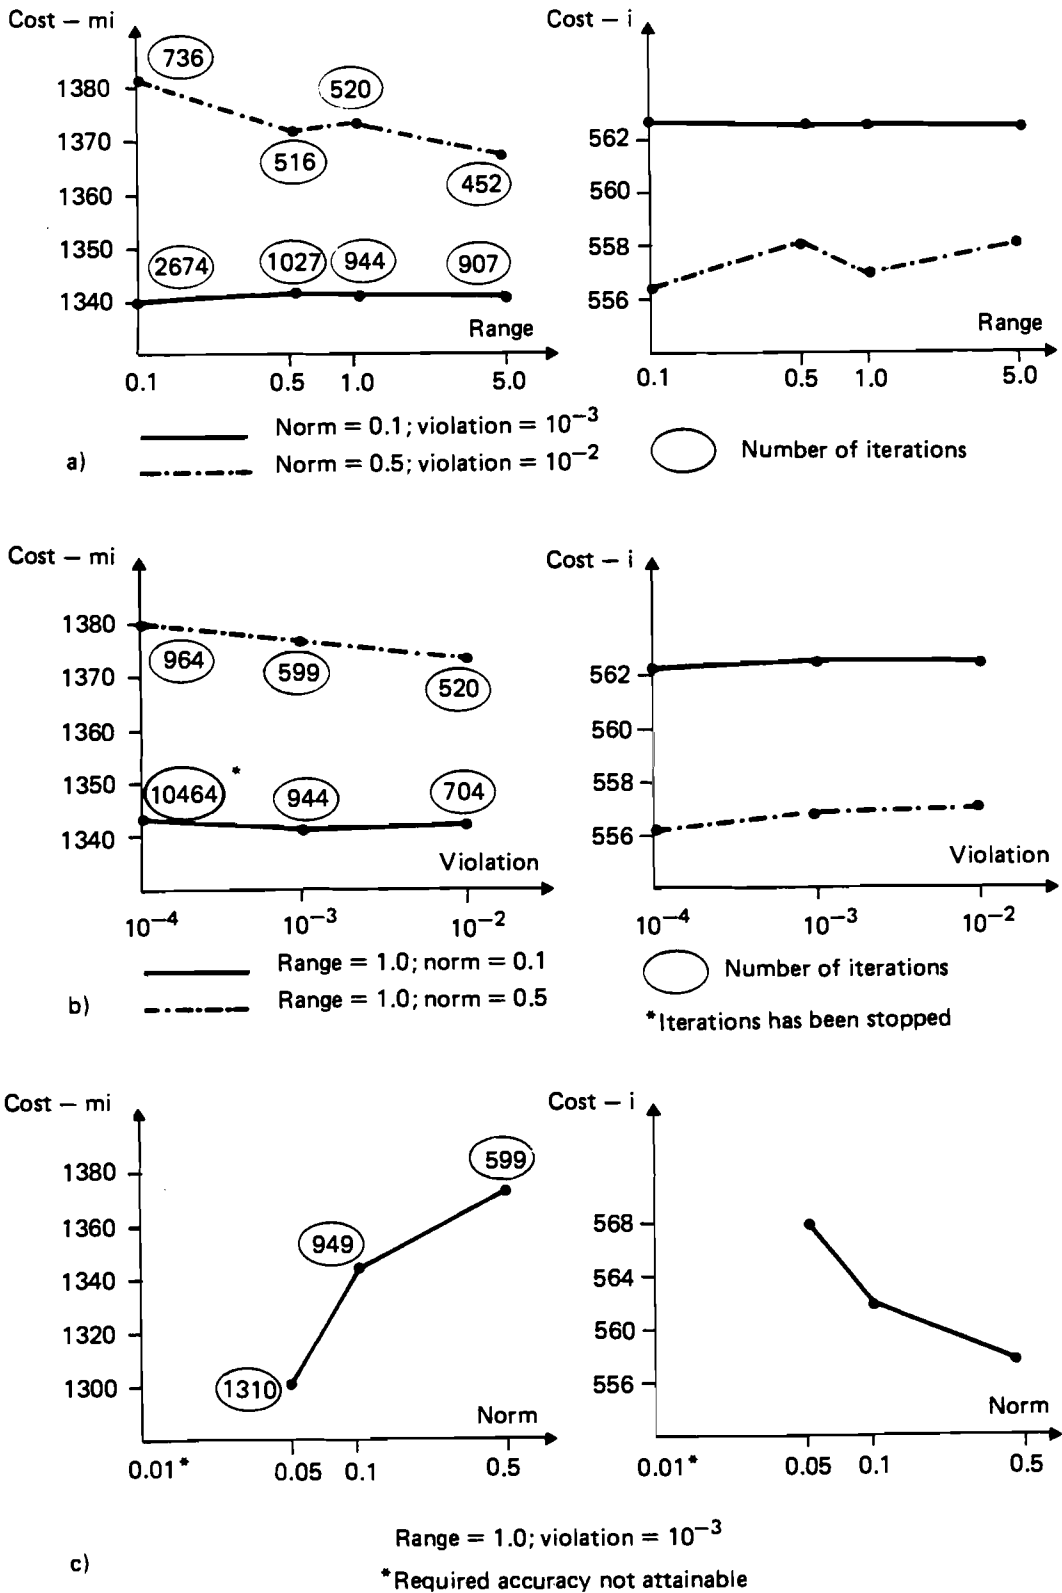 Cost – mi
736
1380
520
1370
516
452
1360
1350
2674
1027
944
907
1340
Range
0.1
0.5
1.0
5.0
Cost – i
562
560
558
556
Range
0.1
0.5
1.0
5.0
a)
Norm = 0.1; violation = 10⁻³
Norm = 0.5; violation = 10⁻²
Number of iterations
Cost – mi
1380
964
599
520
1370
1360
1350
10464
*
944
704
1340
Violation
10⁻⁴
10⁻³
10⁻²
Cost – i
562
560
558
556
Violation
10⁻⁴
10⁻³
10⁻²
b)
Range = 1.0; norm = 0.1
Range = 1.0; norm = 0.5
Number of iterations
*Iterations has been stopped
Cost – mi
1380
599
1360
949
1340
1320
1300
1310
Norm
0.01*
0.05
0.1
0.5
Cost – i
568
564
560
556
Norm
0.01*
0.05
0.1
0.5
Range = 1.0; violation = 10⁻³
c)
*Required accuracy not attainable